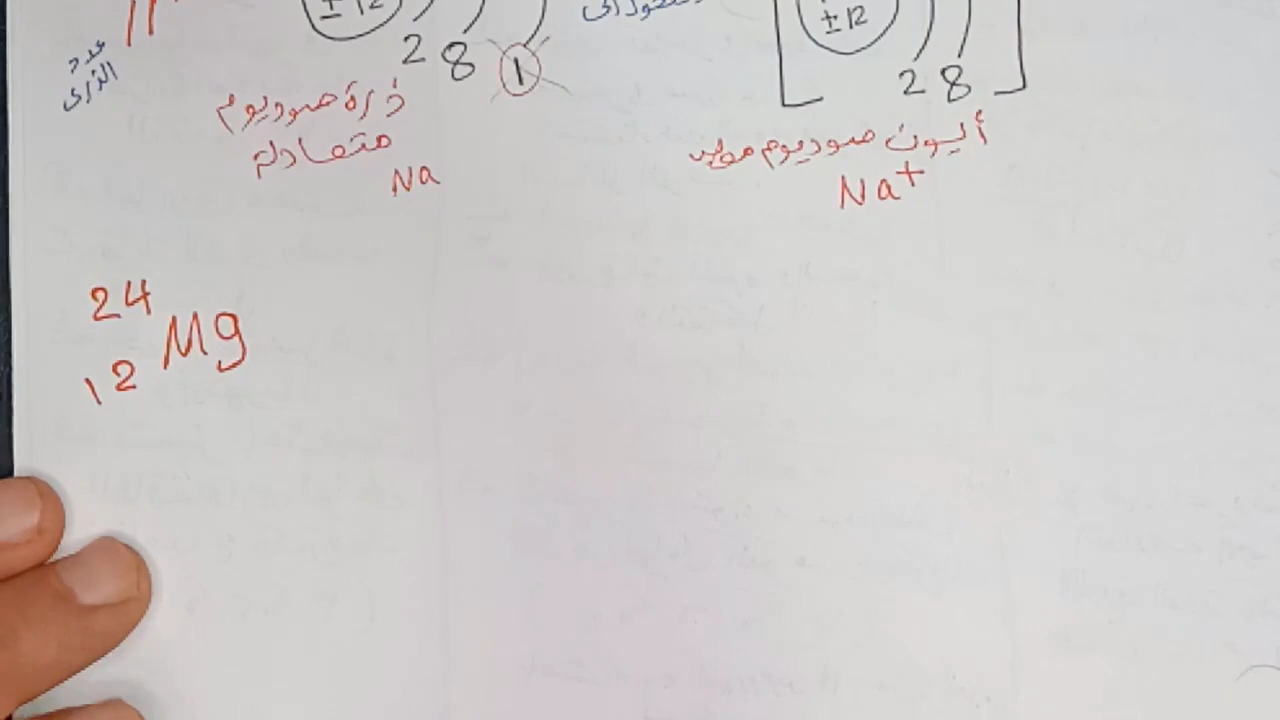 ± 12
2 8 1
عدد
الذرى
ذرة صوديوم
متعادلة
Na
± 12
2 8
أيون صوديوم موجب
Na+
24
12 Mg